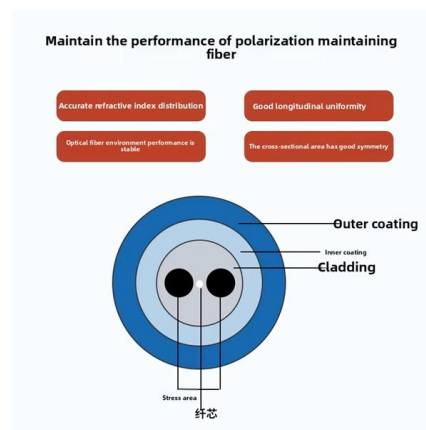 Maintain the performance of polarization maintaining
fiber
Accurate refractive index distribution
Good longitudinal uniformity
Optical fiber environment performance is
stable
The cross-sectional area has good symmetry
Outer coating
Inner coating
Cladding
Stress area
纤芯